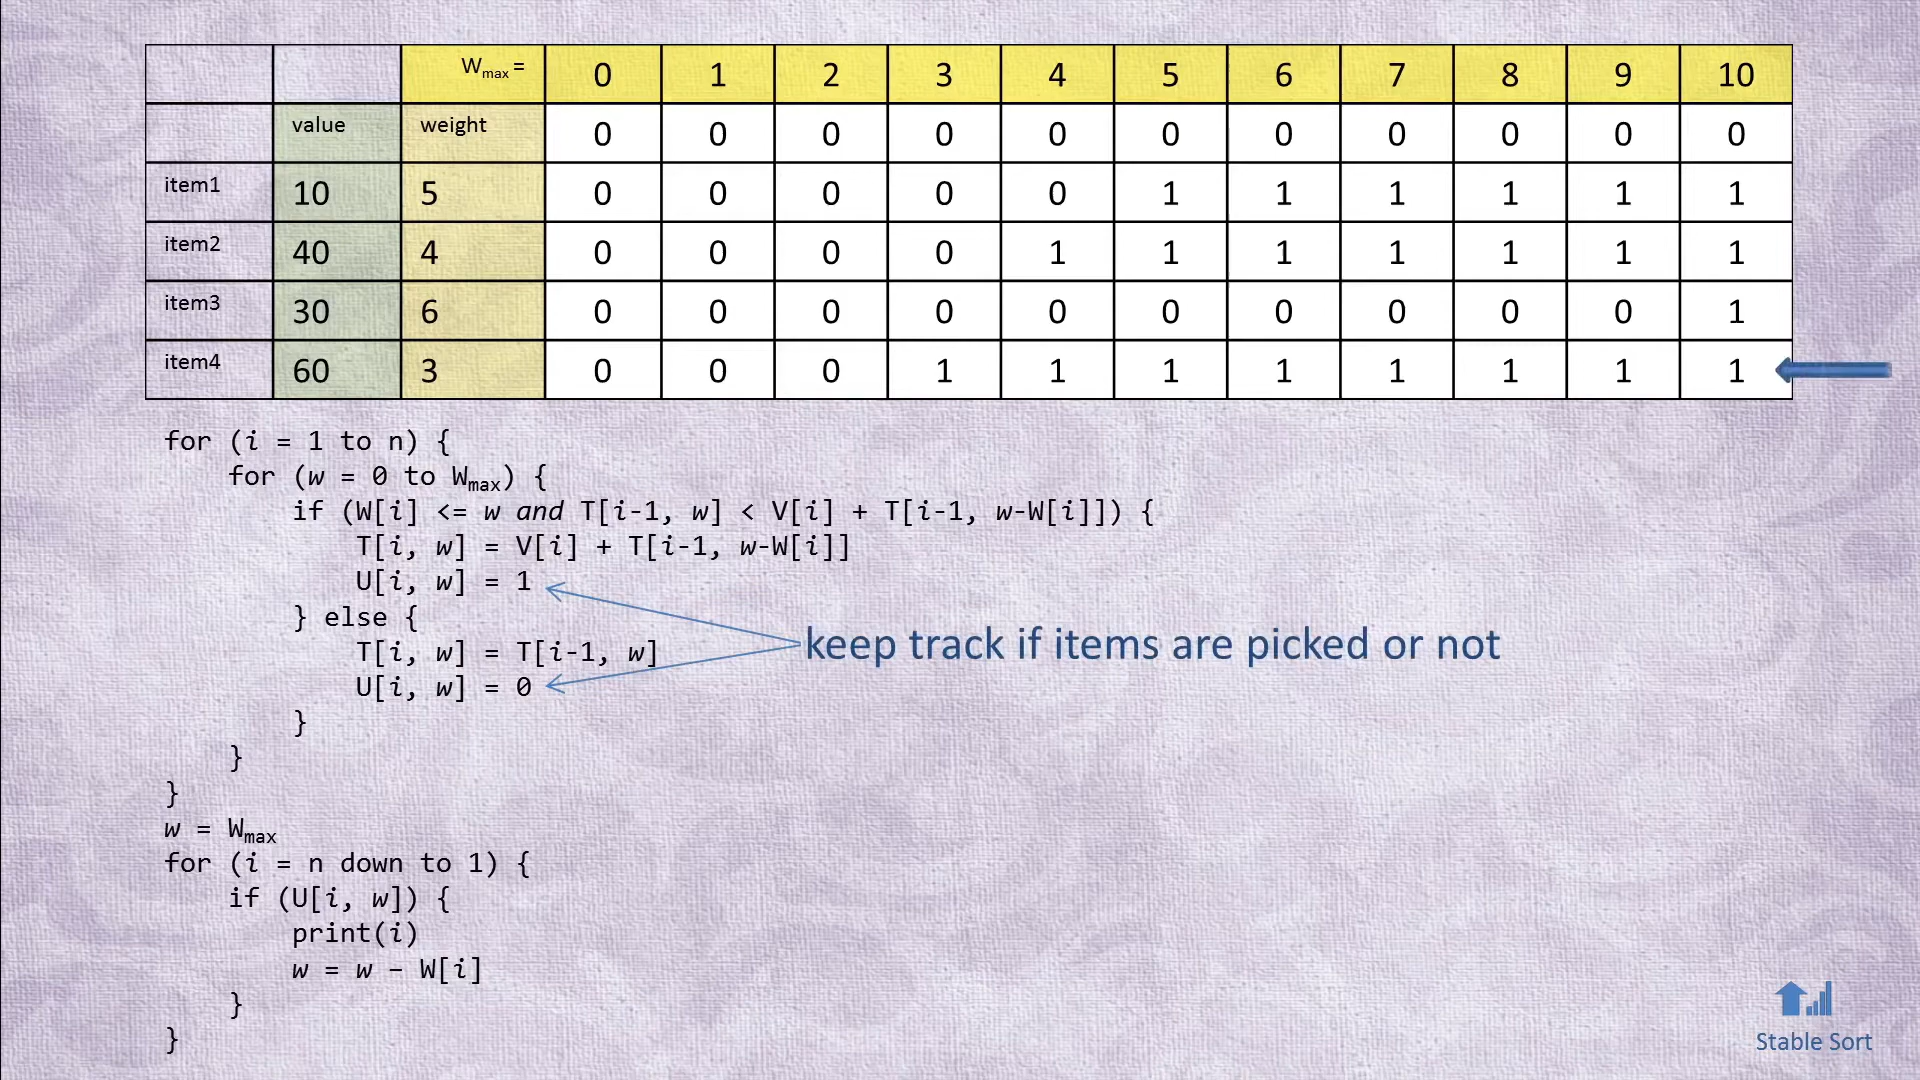 Wmax = 0 1 2 3 4 5 6 7 8 9 10
value weight 0 0 0 0 0 0 0 0 0 0 0
item1 10 5 0 0 0 0 0 1 1 1 1 1 1
item2 40 4 0 0 0 0 1 1 1 1 1 1 1
item3 30 6 0 0 0 0 0 0 0 0 0 0 1
item4 60 3 0 0 0 1 1 1 1 1 1 1 1
for (i = 1 to n) {
for (w = 0 to Wmax) {
if (W[i] <= w and T[i-1, w] < V[i] + T[i-1, w-W[i]]) {
T[i, w] = V[i] + T[i-1, w-W[i]]
U[i, w] = 1
} else {
T[i, w] = T[i-1, w]
U[i, w] = 0
keep track if items are picked or not
}
}
}
w = Wmax
for (i = n down to 1) {
if (U[i, w]) {
print(i)
w = w – W[i]
}
}
Stable Sort